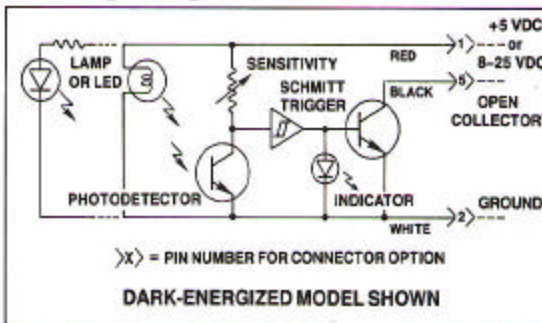 +5 VDC
or
8–25 VDC
LAMP
OR LED
SENSITIVITY
SCHMITT
TRIGGER
RED
1
BLACK
5
OPEN
COLLECTOR
PHOTODETECTOR
INDICATOR
WHITE
2
GROUND
X = PIN NUMBER FOR CONNECTOR OPTION
DARK-ENERGIZED MODEL SHOWN